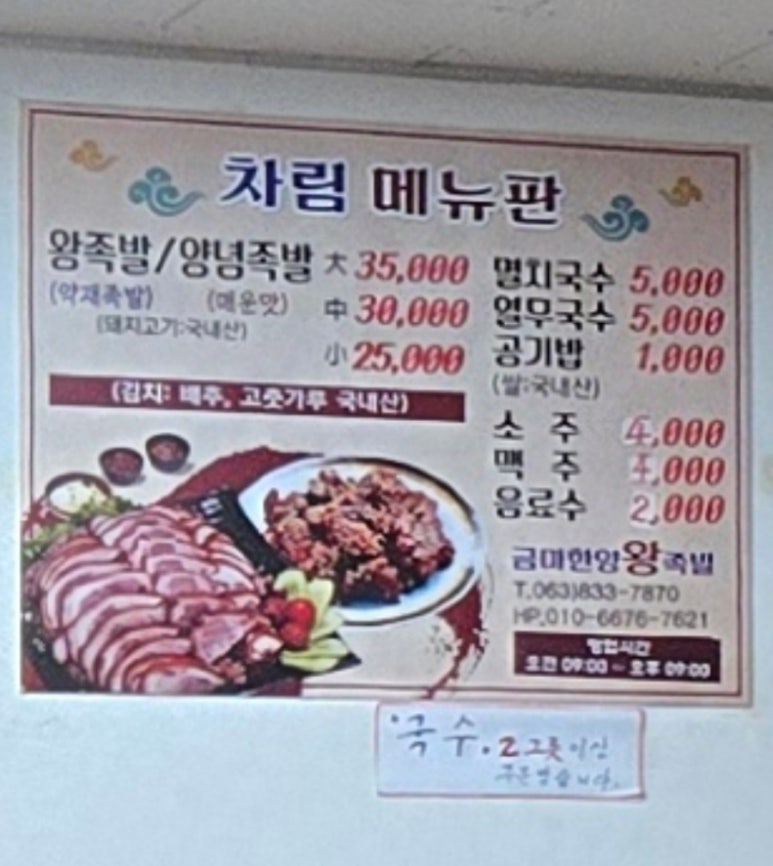 차림 메뉴판
왕족발/양념족발 大 35,000
(약재족발) (매운맛) 中 30,000
(돼지고기:국내산)
小 25,000
(김치: 배추, 고춧가루 국내산)
멸치국수 5,000
열무국수 5,000
공기밥 1,000
(쌀:국내산)
소 주 4,000
맥 주 4,000
음료수 2,000
금마한양왕족발
T.063)833-7870
HP.010-6676-7621
영업시간
오전 09:00 ~ 오후 09:00
국수.2그릇이상
주문받습니다.